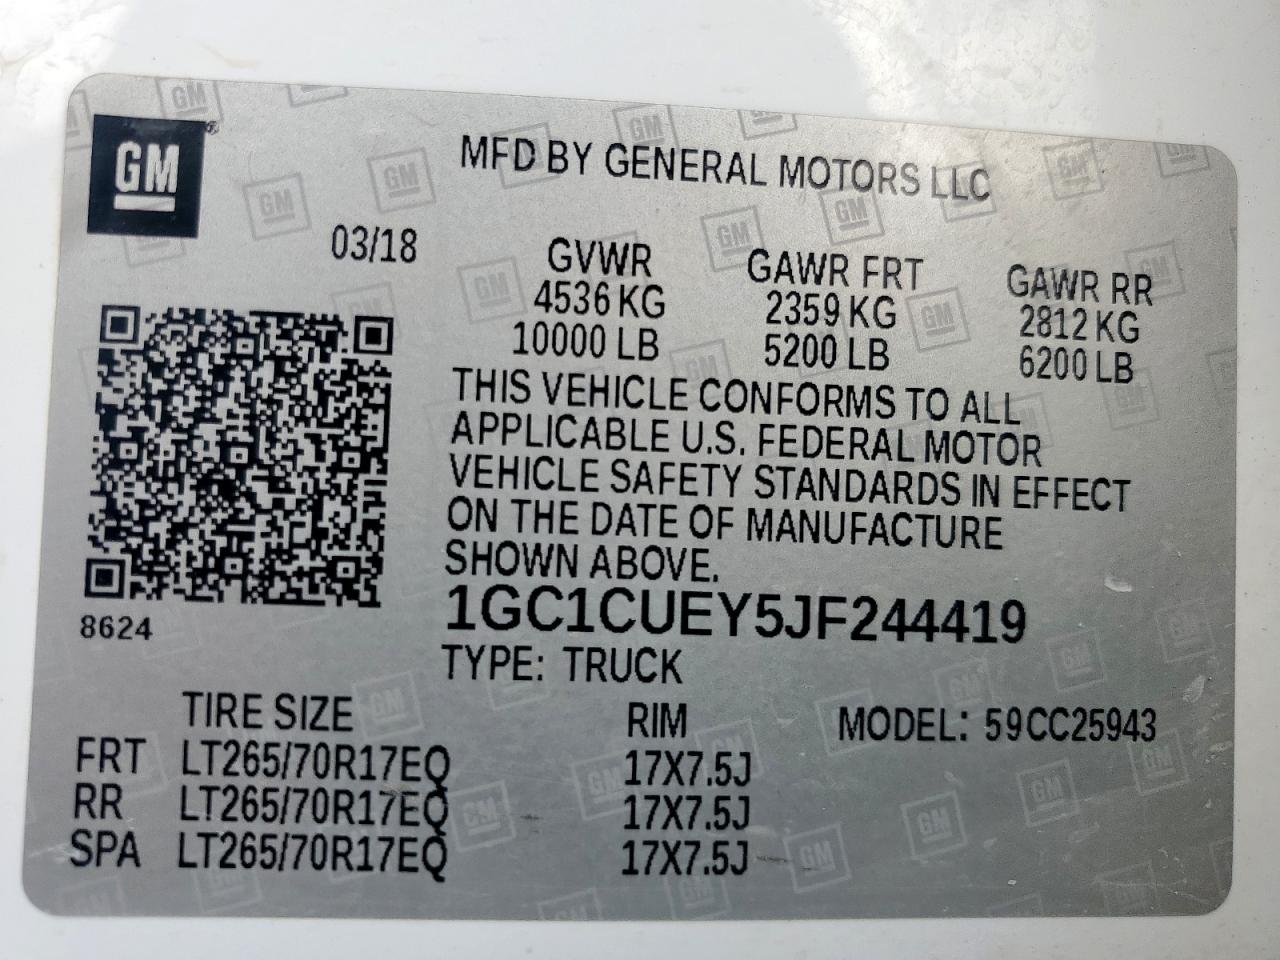 GM®
MFD BY GENERAL MOTORS LLC
03/18
GVWR GAWR FRT GAWR RR
4536 KG 2359 KG 2812 KG
10000 LB 5200 LB 6200 LB
THIS VEHICLE CONFORMS TO ALL
APPLICABLE U.S. FEDERAL MOTOR
VEHICLE SAFETY STANDARDS IN EFFECT
ON THE DATE OF MANUFACTURE
SHOWN ABOVE.
8624
1GC1CUEY5JF244419
TYPE: TRUCK
TIRE SIZE RIM MODEL: 59CC25943
FRT LT265/70R17EQ 17X7.5J
RR LT265/70R17EQ 17X7.5J
SPA LT265/70R17EQ 17X7.5J